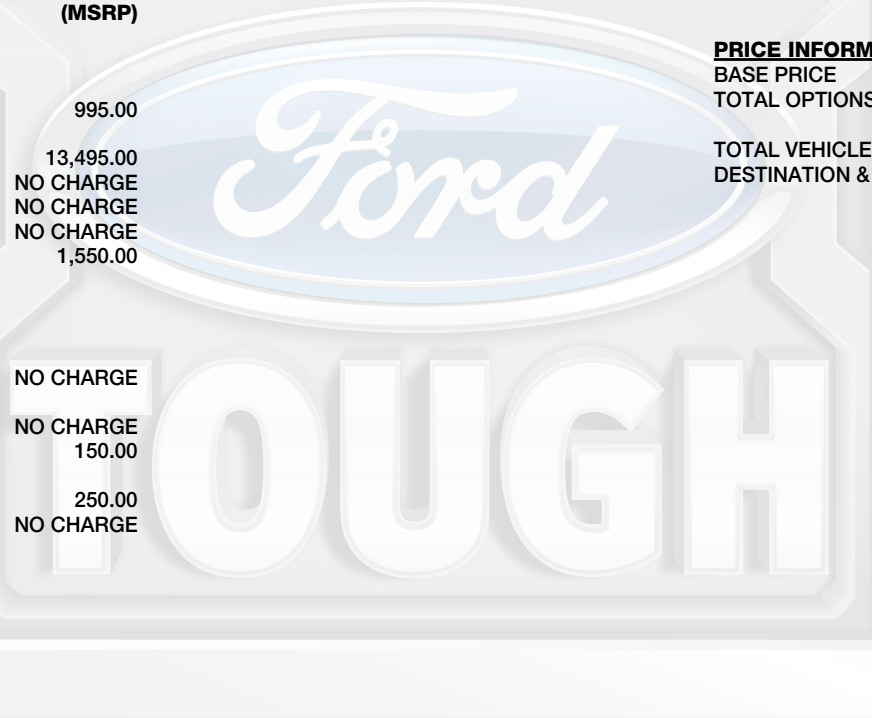 (MSRP)
995.00
13,495.00
NO CHARGE
NO CHARGE
NO CHARGE
1,550.00
NO CHARGE
NO CHARGE
150.00
250.00
NO CHARGE
PRICE INFORM
BASE PRICE
TOTAL OPTIONS
TOTAL VEHICLE
DESTINATION &
Ford
TOUGH